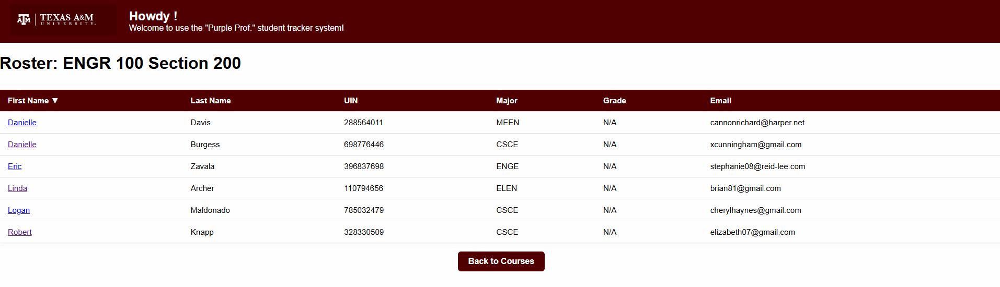 TEXAS A&M
UNIVERSITY®
Howdy !
Welcome to use the "Purple Prof." student tracker system!
Roster: ENGR 100 Section 200
First Name ▼ Last Name UIN Major Grade Email
Danielle Davis 288564011 MEEN N/A cannonrichard@harper.net
Danielle Burgess 698776446 CSCE N/A xcunningham@gmail.com
Eric Zavala 396837698 ENGE N/A stephanie08@reid-lee.com
Linda Archer 110794656 ELEN N/A brian81@gmail.com
Logan Maldonado 785032479 CSCE N/A cherylhaynes@gmail.com
Robert Knapp 328330509 CSCE N/A elizabeth07@gmail.com
Back to Courses